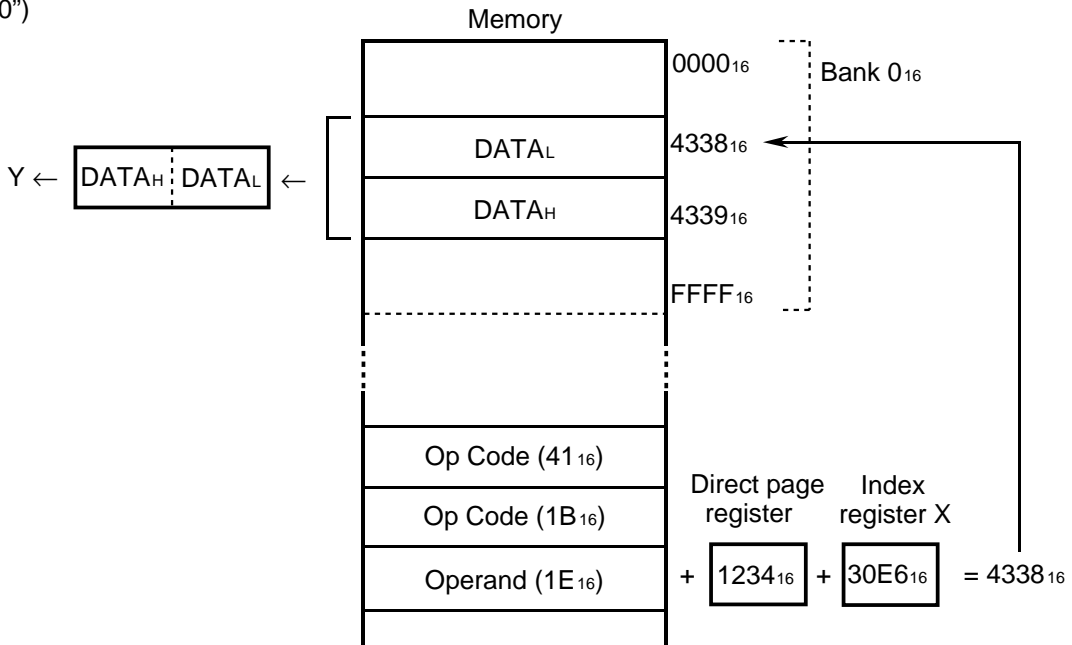 0”)
Memory
0000₁₆
Bank 0₁₆
DATAL
4338₁₆
Y ← DATAH DATAL ←
DATAH
4339₁₆
FFFF₁₆
Op Code (41₁₆)
Direct page register
Index register X
Op Code (1B₁₆)
Operand (1E₁₆) + 1234₁₆ + 30E6₁₆ = 4338₁₆